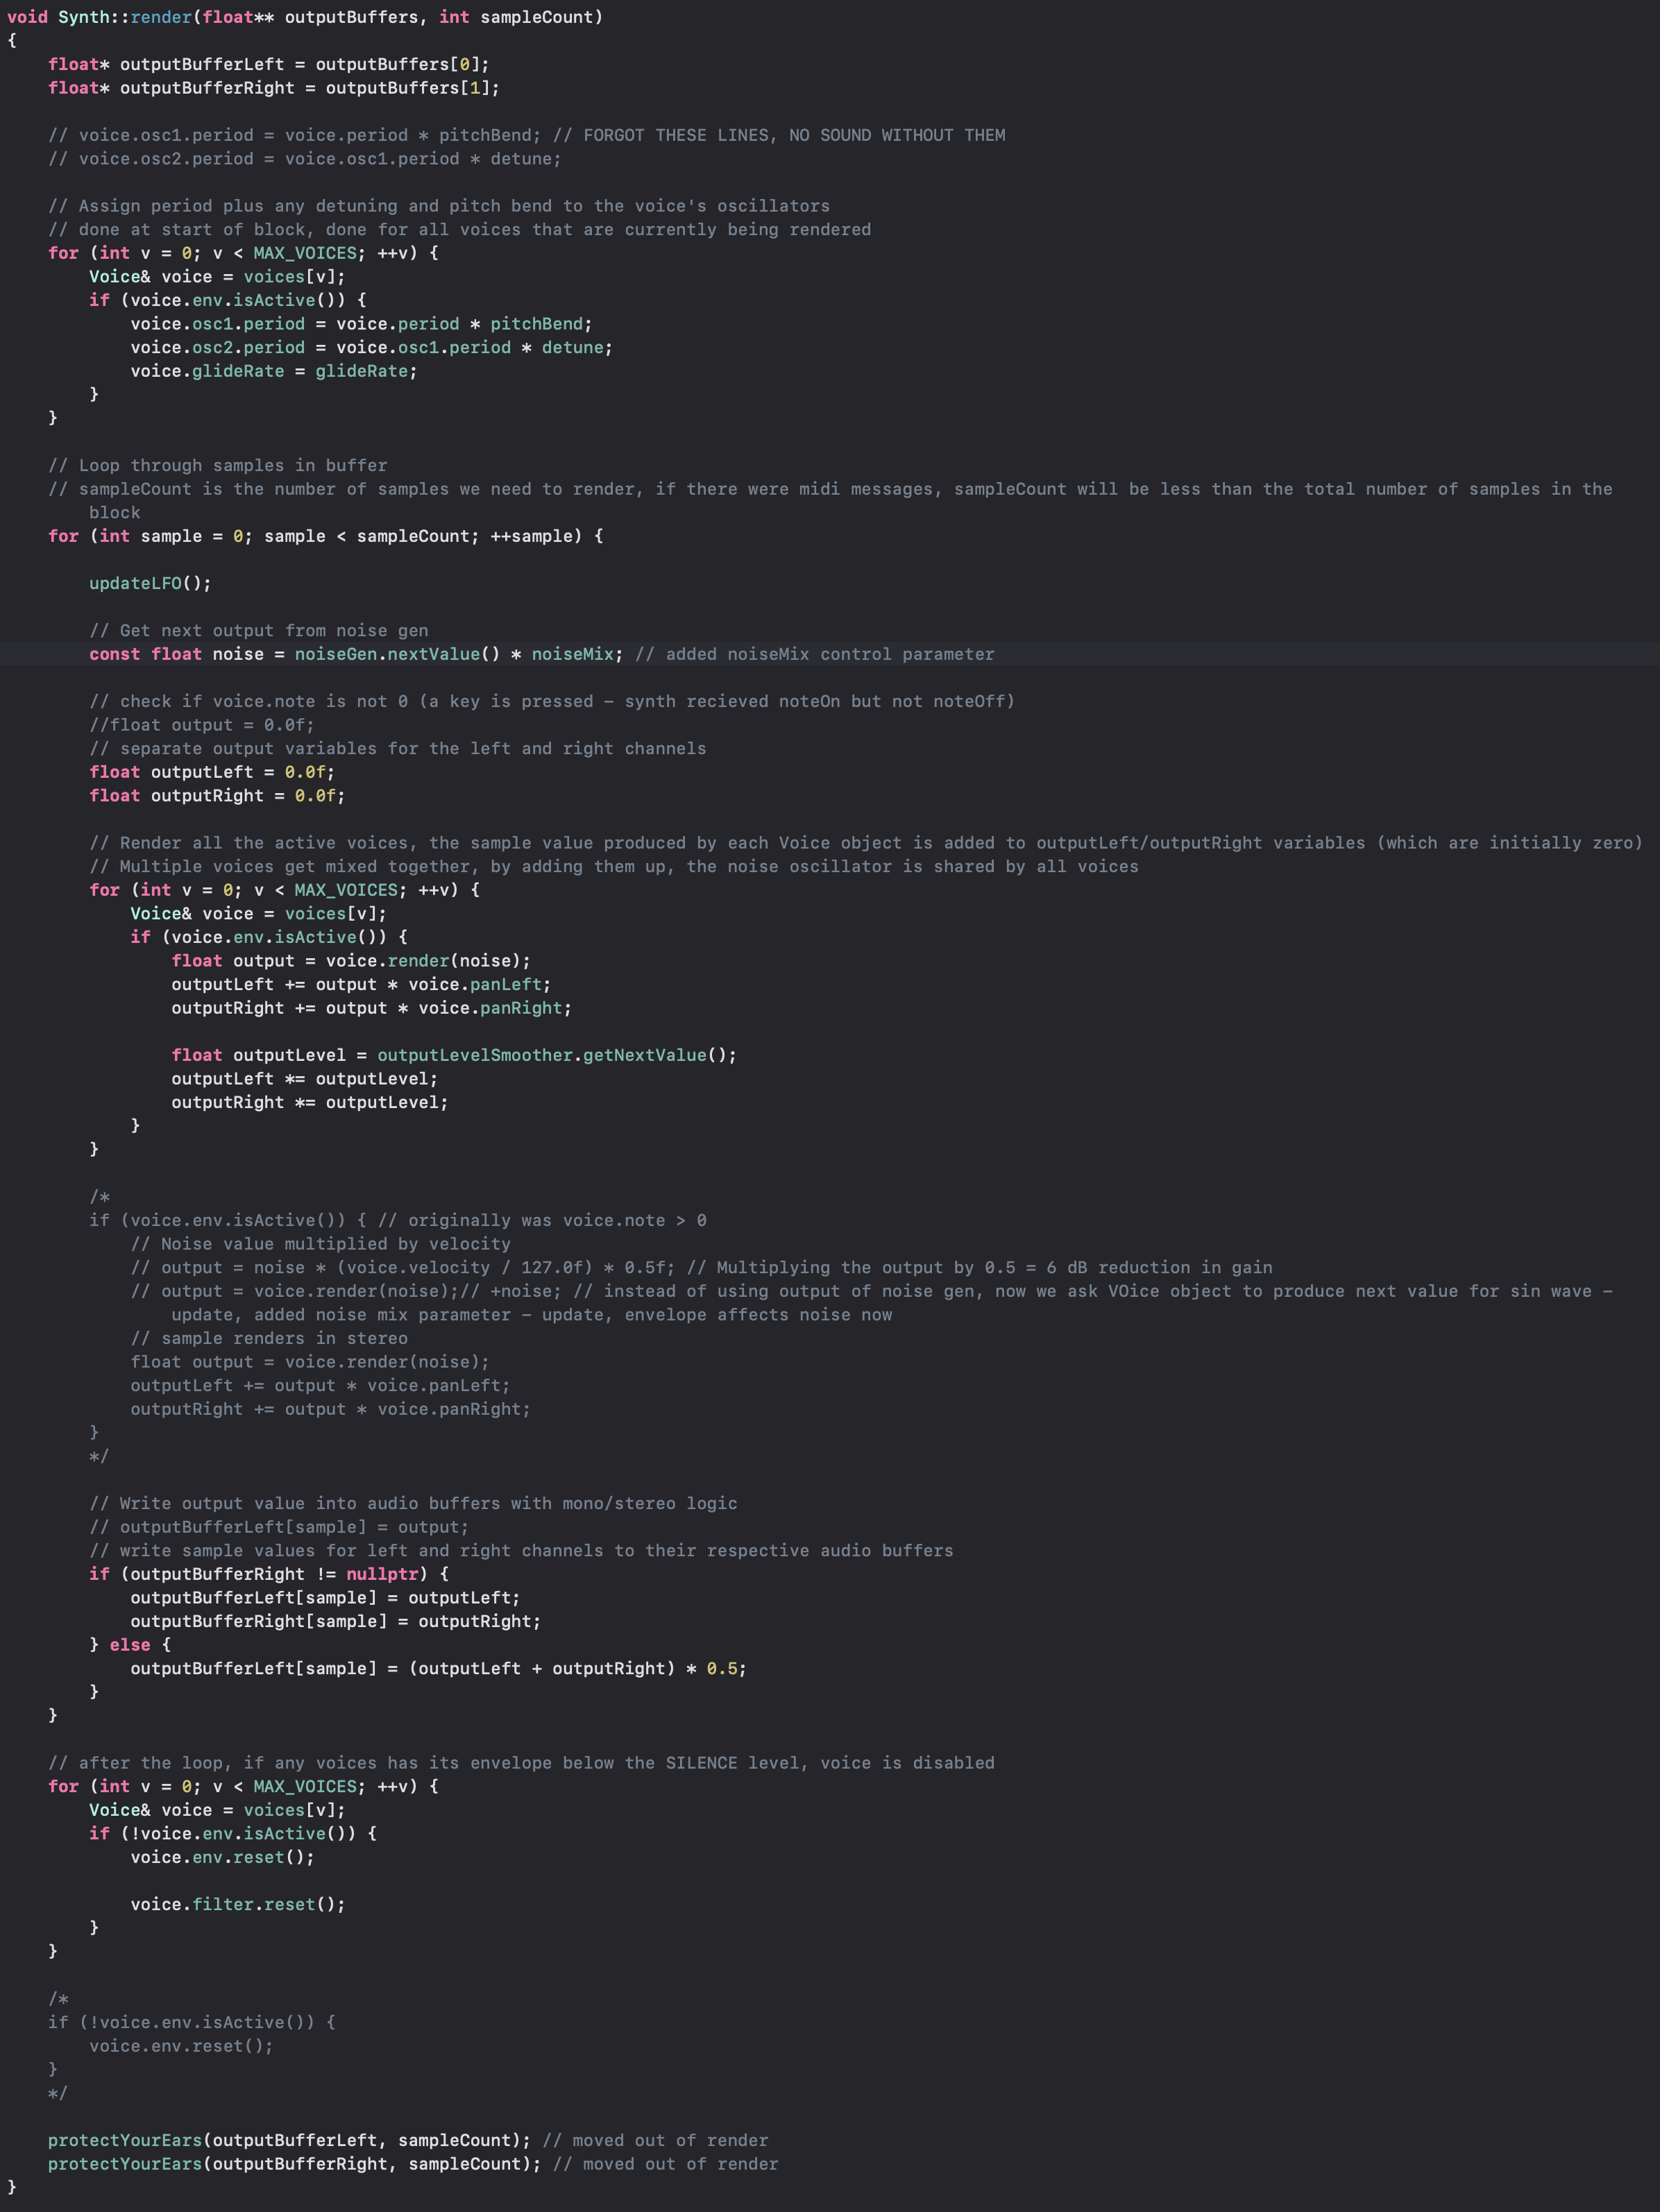 void Synth::render(float** outputBuffers, int sampleCount)
{
    float* outputBufferLeft = outputBuffers[0];
    float* outputBufferRight = outputBuffers[1];

    // voice.osc1.period = voice.period * pitchBend; // FORGOT THESE LINES, NO SOUND WITHOUT THEM
    // voice.osc2.period = voice.osc1.period * detune;

    // Assign period plus any detuning and pitch bend to the voice's oscillators
    // done at start of block, done for all voices that are currently being rendered
    for (int v = 0; v < MAX_VOICES; ++v) {
        Voice& voice = voices[v];
        if (voice.env.isActive()) {
            voice.osc1.period = voice.period * pitchBend;
            voice.osc2.period = voice.osc1.period * detune;
            voice.glideRate = glideRate;
        }
    }

    // Loop through samples in buffer
    // sampleCount is the number of samples we need to render, if there were midi messages, sampleCount will be less than the total number of samples in the
        block
    for (int sample = 0; sample < sampleCount; ++sample) {

        updateLFO();

        // Get next output from noise gen
        const float noise = noiseGen.nextValue() * noiseMix; // added noiseMix control parameter

        // check if voice.note is not 0 (a key is pressed – synth recieved noteOn but not noteOff)
        //float output = 0.0f;
        // separate output variables for the left and right channels
        float outputLeft = 0.0f;
        float outputRight = 0.0f;

        // Render all the active voices, the sample value produced by each Voice object is added to outputLeft/outputRight variables (which are initially zero)
        // Multiple voices get mixed together, by adding them up, the noise oscillator is shared by all voices
        for (int v = 0; v < MAX_VOICES; ++v) {
            Voice& voice = voices[v];
            if (voice.env.isActive()) {
                float output = voice.render(noise);
                outputLeft += output * voice.panLeft;
                outputRight += output * voice.panRight;

                float outputLevel = outputLevelSmoother.getNextValue();
                outputLeft *= outputLevel;
                outputRight *= outputLevel;
            }
        }

        /*
        if (voice.env.isActive()) { // originally was voice.note > 0
            // Noise value multiplied by velocity
            // output = noise * (voice.velocity / 127.0f) * 0.5f; // Multiplying the output by 0.5 = 6 dB reduction in gain
            // output = voice.render(noise);// +noise; // instead of using output of noise gen, now we ask VOice object to produce next value for sin wave –
                update, added noise mix parameter – update, envelope affects noise now
            // sample renders in stereo
            float output = voice.render(noise);
            outputLeft += output * voice.panLeft;
            outputRight += output * voice.panRight;
        }
        */

        // Write output value into audio buffers with mono/stereo logic
        // outputBufferLeft[sample] = output;
        // write sample values for left and right channels to their respective audio buffers
        if (outputBufferRight != nullptr) {
            outputBufferLeft[sample] = outputLeft;
            outputBufferRight[sample] = outputRight;
        } else {
            outputBufferLeft[sample] = (outputLeft + outputRight) * 0.5;
        }
    }

    // after the loop, if any voices has its envelope below the SILENCE level, voice is disabled
    for (int v = 0; v < MAX_VOICES; ++v) {
        Voice& voice = voices[v];
        if (!voice.env.isActive()) {
            voice.env.reset();

            voice.filter.reset();
        }
    }

    /*
    if (!voice.env.isActive()) {
        voice.env.reset();
    }
    */

    protectYourEars(outputBufferLeft, sampleCount); // moved out of render
    protectYourEars(outputBufferRight, sampleCount); // moved out of render
}